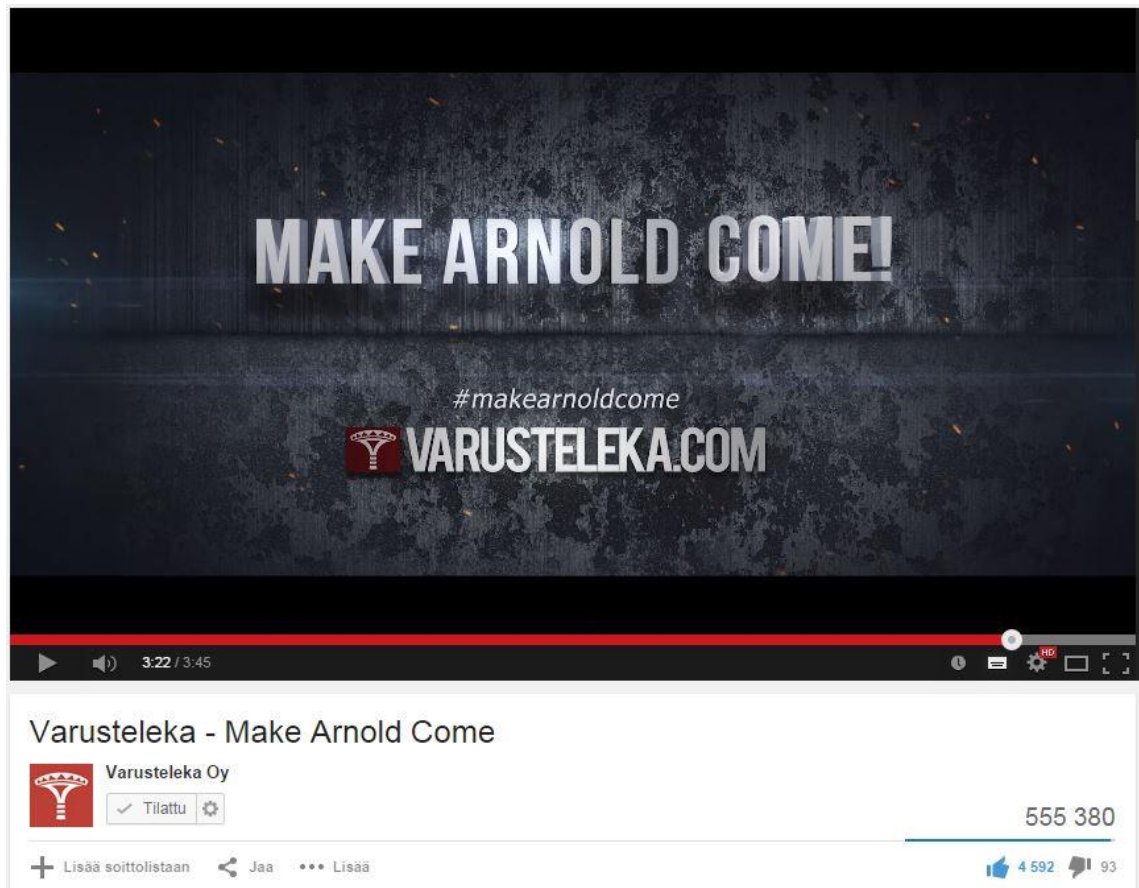 MAKE ARNOLD COME!
#makearnoldcome
VARUSTELEKA.COM
3:22 / 3:45
HD
Varusteleka - Make Arnold Come
Varusteleka Oy
Tilattu
555 380
Lisää soittolistaan Jaa Lisää 4 592 93